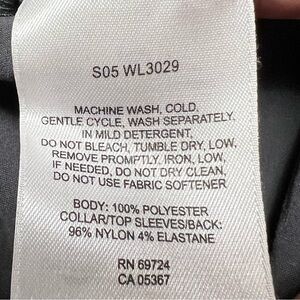 S05 WL3029
MACHINE WASH, COLD,
GENTLE CYCLE, WASH SEPARATELY,
IN MILD DETERGENT,
DO NOT BLEACH, TUMBLE DRY, LOW,
REMOVE PROMPTLY, IRON, LOW,
IF NEEDED, DO NOT DRY CLEAN,
DO NOT USE FABRIC SOFTENER
BODY: 100% POLYESTER
COLLAR/TOP SLEEVES/BACK:
96% NYLON 4% ELASTANE
RN 69724
CA 05367